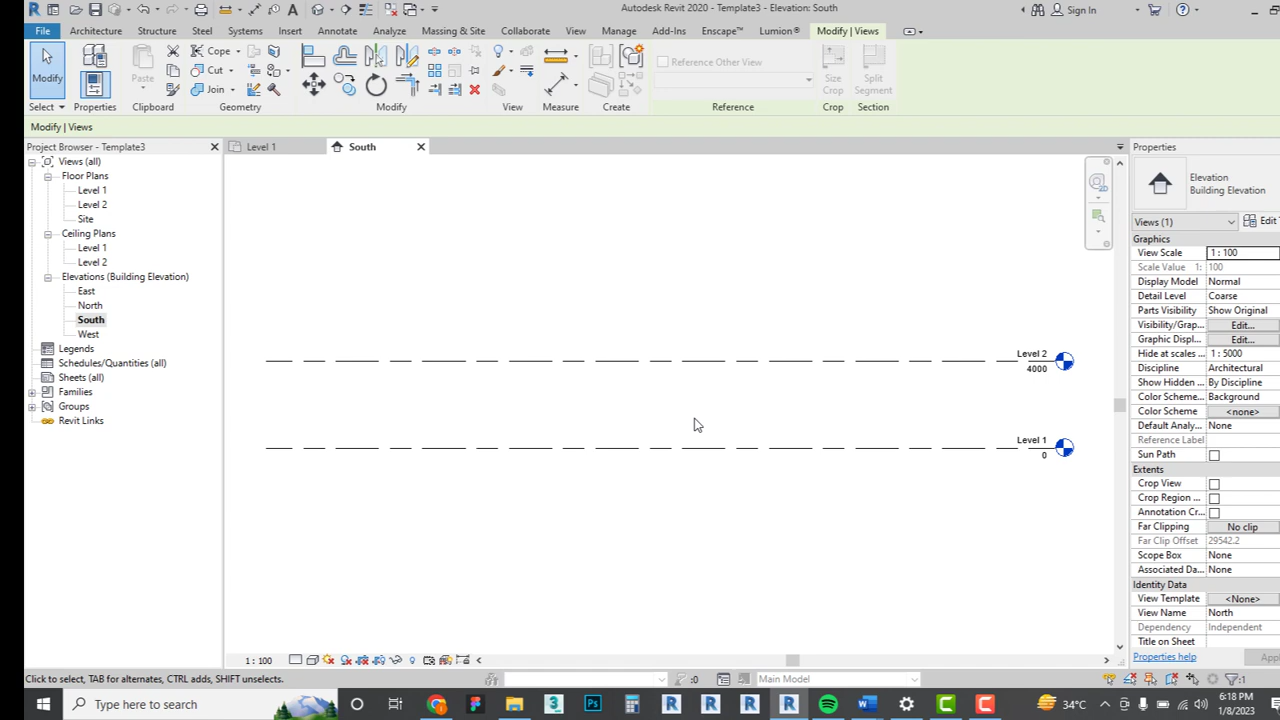 Autodesk Revit 2020 - Template3 - Elevation: South
Sign In
File Architecture Structure Steel Systems Insert Annotate Analyze Massing & Site Collaborate View Manage Add-Ins Enscape™ Lumion® Modify | Views
Modify
Paste
Cope
Cut
Join
Reference Other View
Size Crop
Split Segment
Select Properties Clipboard Geometry Modify View Measure Create Reference Crop Section
Modify | Views
Project Browser - Template3
Level 1
South
Properties
Views (all)
Floor Plans
Level 1
Level 2
Site
Ceiling Plans
Level 1
Level 2
Elevations (Building Elevation)
East
North
South
West
Legends
Schedules/Quantities (all)
Sheets (all)
Families
Groups
Revit Links
2D
Level 2
4000
Level 1
0
Elevation
Building Elevation
Views (1)
Edit
Graphics
View Scale 1 : 100
Scale Value 1: 100
Display Model Normal
Detail Level Coarse
Parts Visibility Show Original
Visibility/Grap... Edit...
Graphic Displ... Edit...
Hide at scales ... 1 : 5000
Discipline Architectural
Show Hidden ... By Discipline
Color Scheme... Background
Color Scheme <none>
Default Analy... None
Reference Label
Sun Path
Extents
Crop View
Crop Region ...
Annotation Cr...
Far Clipping No clip
Far Clip Offset 29542.2
Scope Box None
Associated Da... None
Identity Data
View Template <None>
View Name North
Dependency Independent
Title on Sheet
Properties help
1 : 100
Click to select, TAB for alternates, CTRL adds, SHIFT unselects.
:0
Main Model
:1
Type here to search
34°C
6:18 PM
1/8/2023